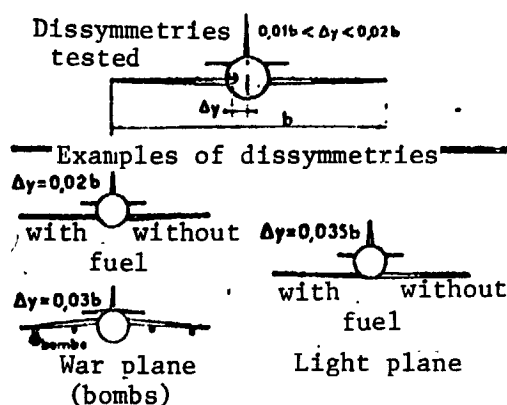 Dissymmetries tested
0,01b < Δy < 0,02b
Δy
b
Examples of dissymmetries
Δy=0,02b
with without
fuel
Δy=0,035b
with without
fuel
Δy=0,03b
bombs
War plane
(bombs)
Light plane